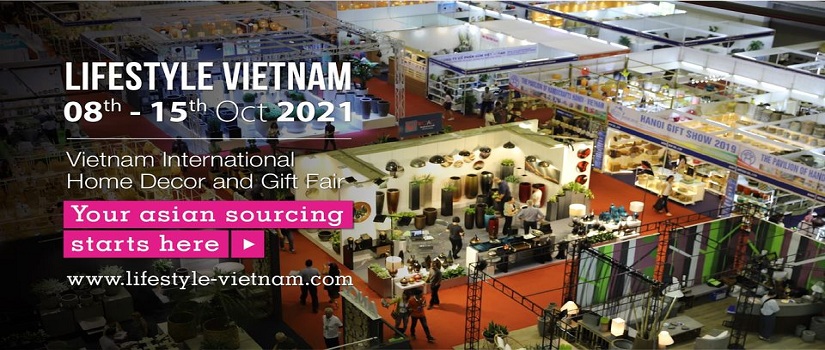 LIFESTYLE VIETNAM
08th - 15th Oct 2021
Vietnam International
Home Decor and Gift Fair
Your asian sourcing
starts here
www.lifestyle-vietnam.com
HANOI GIFT SHOW 2019